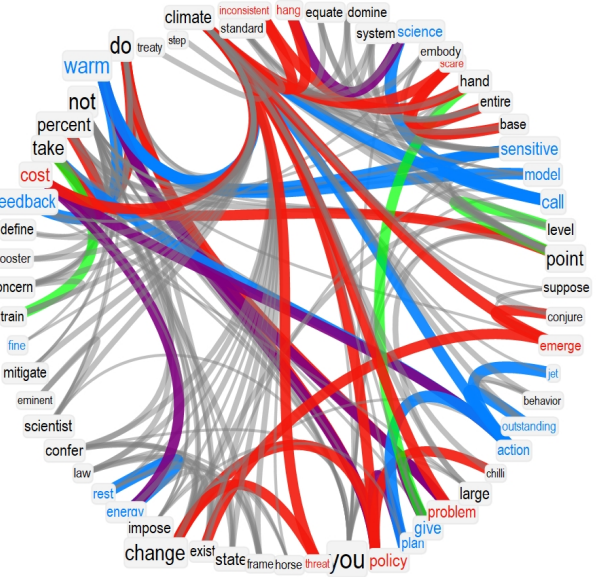 climate
inconsistent
hang
equate
domine
standard
system
science
embody
scare
hand
entire
base
sensitive
model
call
level
point
suppose
conjure
emerge
jet
behavior
outstanding
action
chilli
large
problem
give
plan
policy
you
threat
horse
frame
state
exist
change
impose
energy
rest
law
confer
scientist
eminent
mitigate
fine
train
oncern
ooster
define
eedback
cost
take
percent
not
warm
do
treaty
step